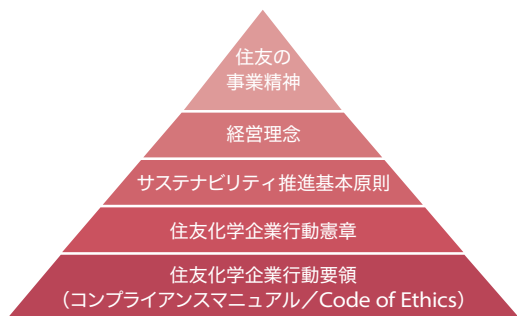 住友の
事業精神
経営理念
サステナビリティ推進基本原則
住友化学企業行動憲章
住友化学企業行動要領
（コンプライアンスマニュアル／Code of Ethics）